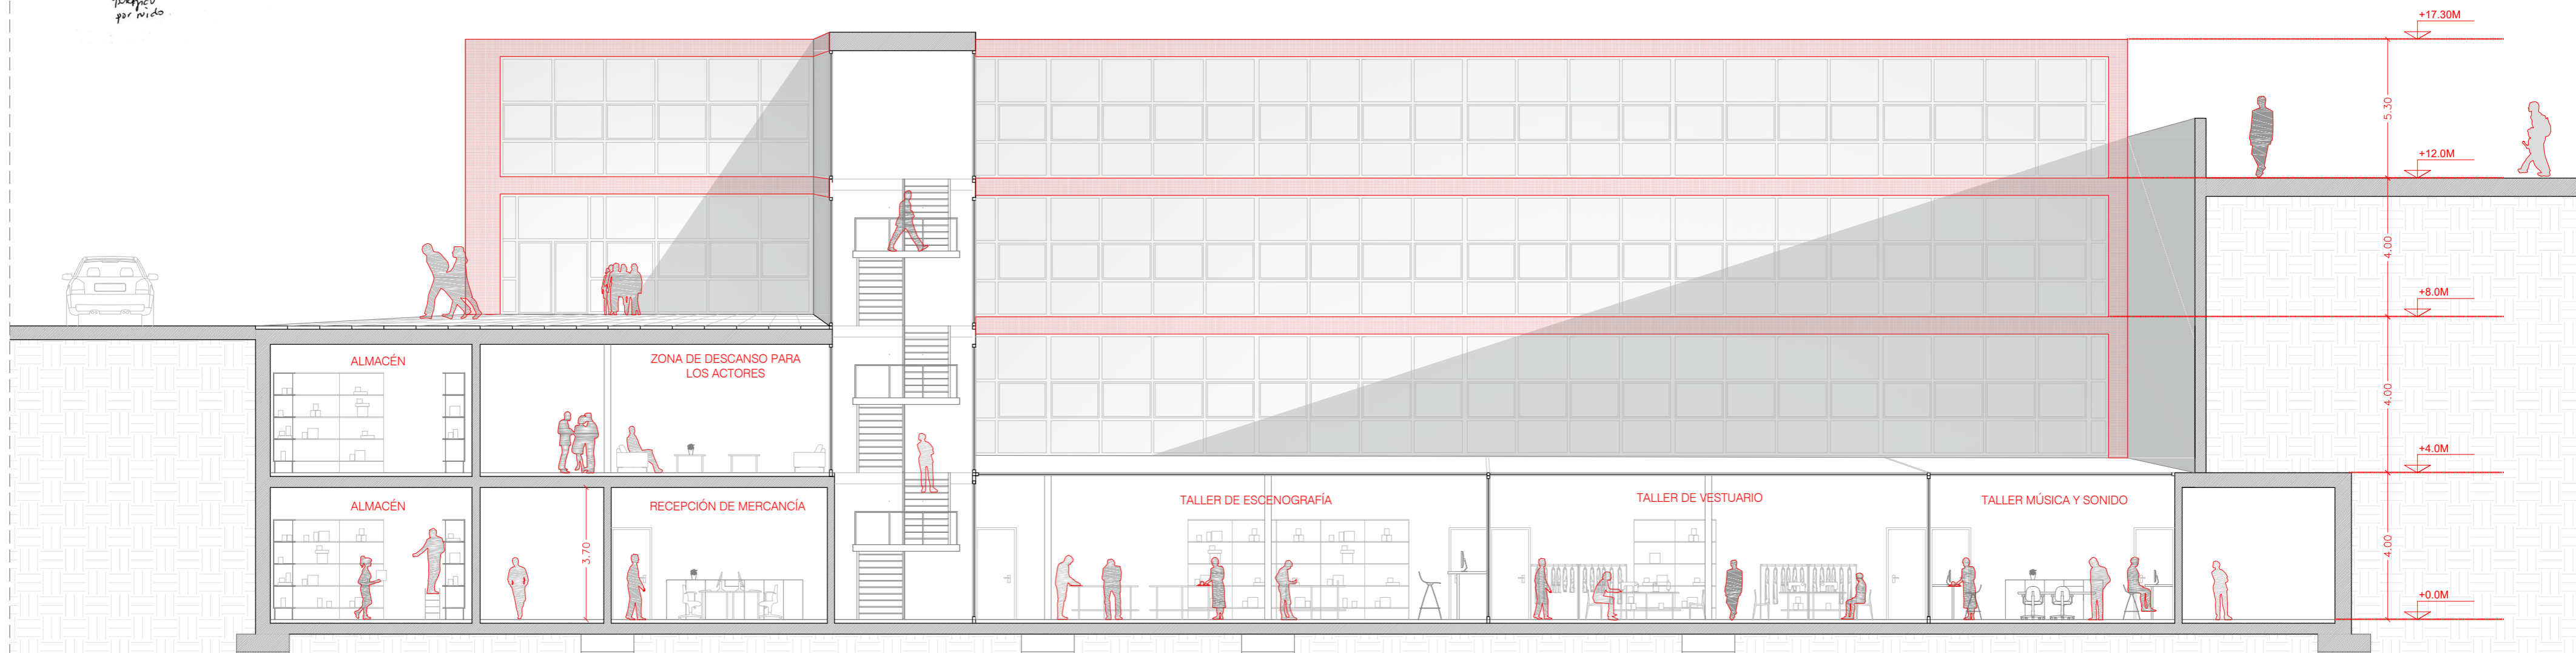 por ruido
+17.30M
5.30
+12.0M
4.00
+8.0M
ALMACÉN
ZONA DE DESCANSO PARA
LOS ACTORES
4.00
+4.0M
ALMACÉN
RECEPCIÓN DE MERCANCÍA
TALLER DE ESCENOGRAFÍA
TALLER DE VESTUARIO
TALLER MÚSICA Y SONIDO
3.70
4.00
+0.0M